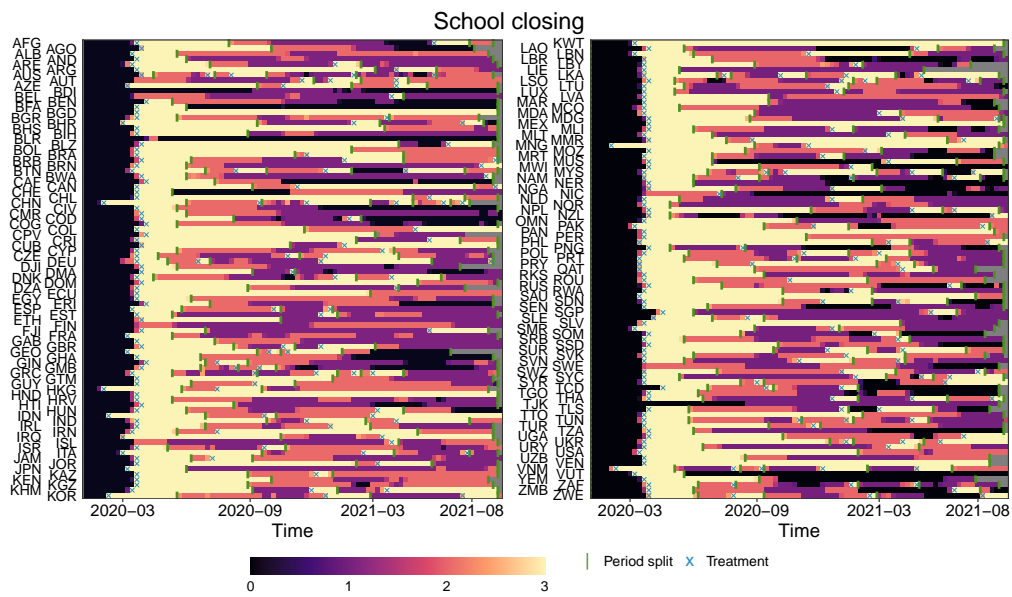 School closing
AFG
AGO
ALB
AND
ARE
ARG
AUS
AUT
AZE
BDI
BEL
BEN
BFA
BGD
BGR
BHR
BHS
BIH
BLR
BLZ
BOL
BRA
BRB
BRN
BTN
BWA
CAF
CAN
CHE
CHL
CHN
CIV
CMR
COD
COG
COL
CPV
CRI
CUB
CYP
CZE
DEU
DJI
DMA
DNK
DOM
DZA
ECU
EGY
ERI
ESP
EST
ETH
FIN
FJI
FRA
GAB
GBR
GEO
GHA
GIN
GMB
GRC
GTM
GUY
HKG
HND
HRV
HTI
HUN
IDN
IND
IRL
IRN
IRQ
ISL
ISR
ITA
JAM
JOR
JPN
KAZ
KEN
KGZ
KHM
KOR
2020-03 2020-09 2021-03 2021-08
Time
KWT
LAO
LBN
LBR
LBY
LIE
LKA
LSO
LTU
LUX
LVA
MAR
MCO
MDA
MDG
MEX
MLI
MLT
MMR
MNG
MOZ
MRT
MUS
MWI
MYS
NAM
NER
NGA
NIC
NLD
NOR
NPL
NZL
OMN
PAK
PAN
PER
PHL
PNG
POL
PRT
PRY
QAT
RKS
ROU
RUS
RWA
SAU
SDN
SEN
SGP
SLE
SLV
SMR
SOM
SRB
SSD
SUR
SVK
SVN
SWE
SWZ
SYC
SYR
TCD
TGO
THA
TJK
TLS
TTO
TUN
TUR
TZA
UGA
UKR
URY
USA
UZB
VEN
VNM
VUT
YEM
ZAF
ZMB
ZWE
2020-03 2020-09 2021-03 2021-08
Time
0 1 2 3
Period split
Treatment